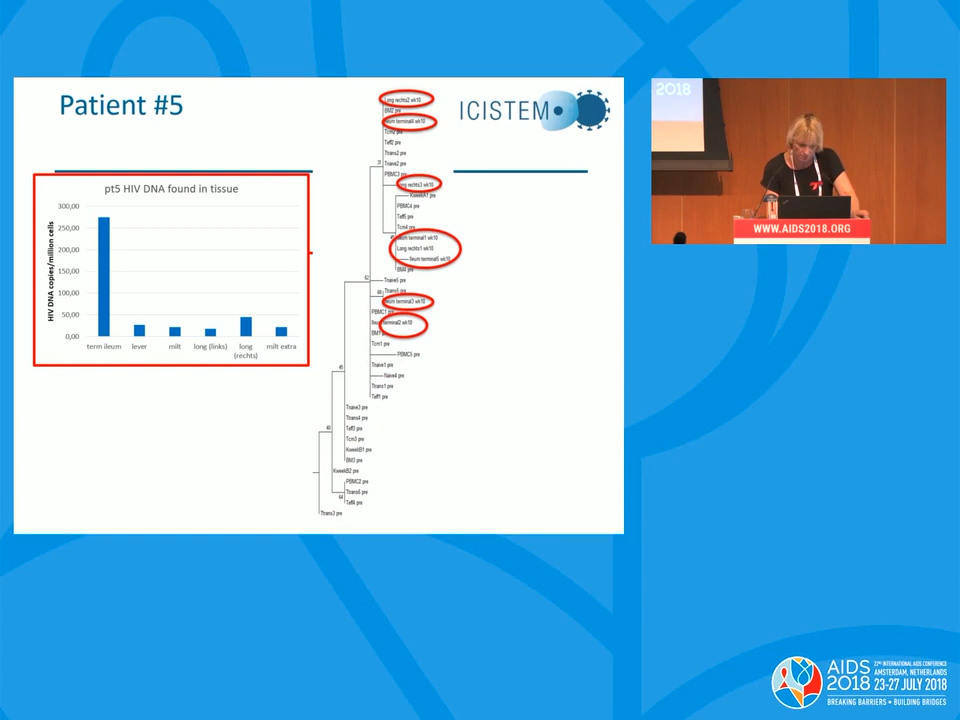 Patient #5
ICISTEM
pt5 HIV DNA found in tissue
HIV DNA copies/million cells
300,00
250,00
200,00
150,00
100,00
50,00
0,00
term ileum
lever
milt
long (links)
long
(rechts)
milt extra
Long rechts2 wk10
BM2 pre
Ileum terminal4 wk10
Tcm2 pre
Teff2 pre
Ttrans2 pre
Tnaive2 pre
31
PBMC3 pre
Long rechts3 wk10
KweekA1 pre
PBMC4 pre
Teff5 pre
Tcm4 pre
Ileum terminal1 wk10
Long rechts1 wk10
Ileum terminal5 wk10
BM4 pre
62
Tnaive5 pre
Ttrans5 pre
Ileum terminal3 wk10
PBMC1 pre
Ileum terminal2 wk10
BM1 pre
Tcm1 pre
PBMC5 pre
Tnaive1 pre
Naive4 pre
Ttrans1 pre
Teff1 pre
Tnaive3 pre
Ttrans4 pre
Teff3 pre
Tcm3 pre
KweekB1 pre
BM3 pre
KweekB2 pre
PBMC2 pre
Ttrans6 pre
64
Teff4 pre
Ttrans3 pre
2018
WWW.AIDS2018.ORG
AIDS
2018
22ND INTERNATIONAL AIDS CONFERENCE
AMSTERDAM, NETHERLANDS
23-27 JULY 2018
BREAKING BARRIERS • BUILDING BRIDGES